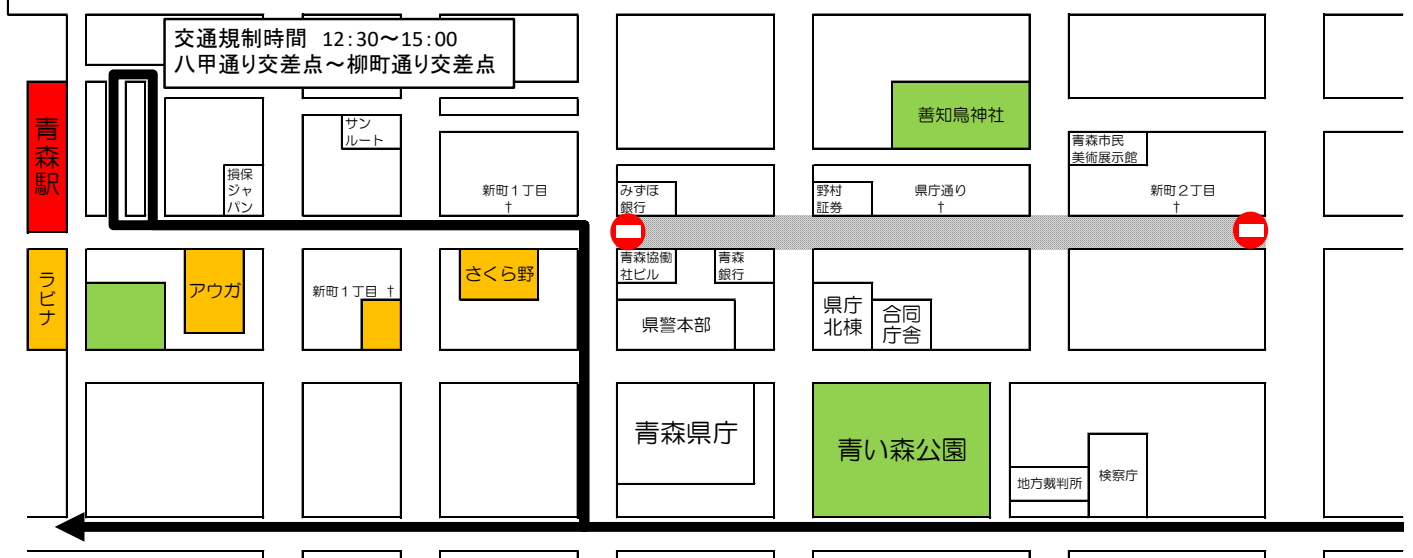 交通規制時間 12:30～15:00
八甲通り交差点～柳町通り交差点
青森駅
サン
ルート
損保
ジャ
パン
新町1丁目
†
みずほ
銀行
野村
証券
県庁通り
†
善知鳥神社
青森市民
美術展示館
新町2丁目
†
ラビナ
アウガ
新町1丁目 †
さくら野
青森協働
社ビル
青森
銀行
県警本部
県庁
北棟
合同
庁舎
青森県庁
青い森公園
地方裁判所
検察庁